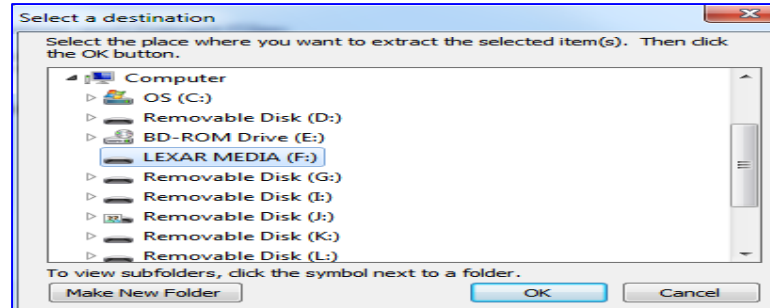 Select a destination
Select the place where you want to extract the selected item(s). Then click
the OK button.
Computer
OS (C:)
Removable Disk (D:)
BD-ROM Drive (E:)
LEXAR MEDIA (F:)
Removable Disk (G:)
Removable Disk (I:)
Removable Disk (J:)
Removable Disk (K:)
Removable Disk (L:)
To view subfolders, click the symbol next to a folder.
Make New Folder OK Cancel